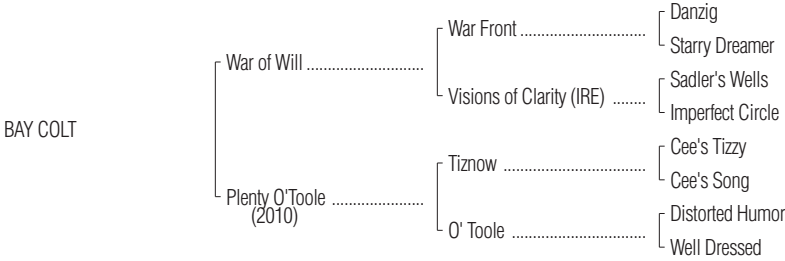 Danzig
War Front ..............................
Starry Dreamer
War of Will ............................
Sadler's Wells
Visions of Clarity (IRE) ........
Imperfect Circle
BAY COLT
Cee's Tizzy
Tiznow ..................................
Cee's Song
Plenty O'Toole ......................
(2010)
Distorted Humor
O' Toole ................................
Well Dressed